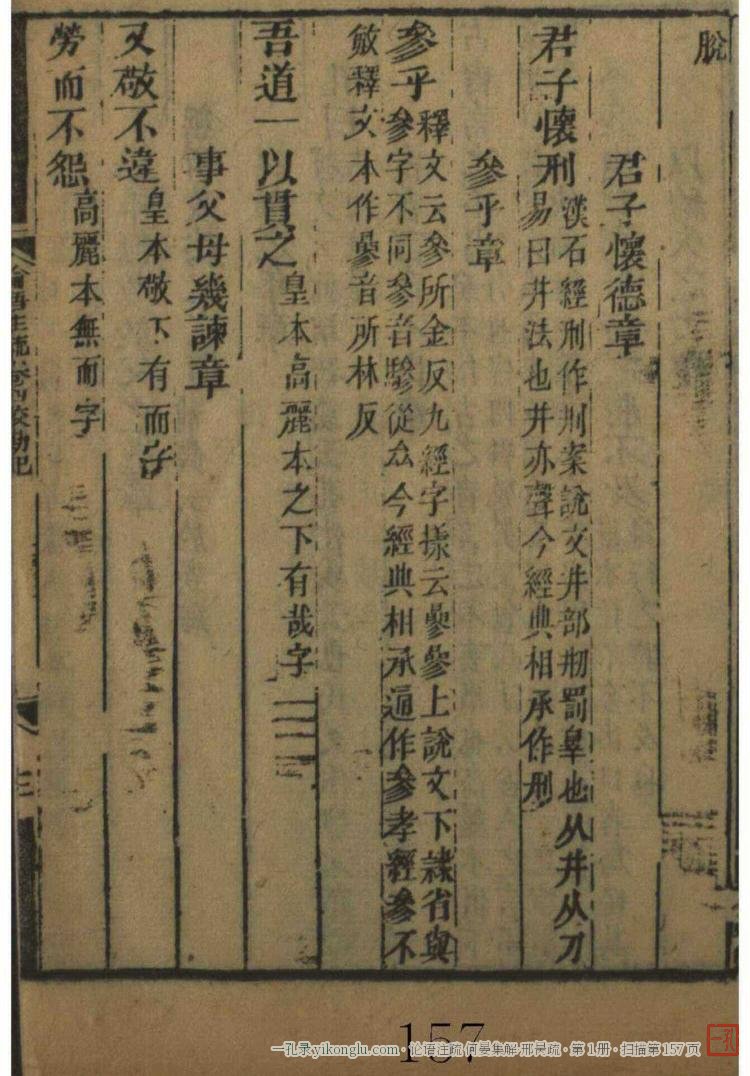 脫
君子懷德章
君子懷刑漢石經刑作㓝案說文井部㓝罰辠也从井从刀
易曰井法也井亦聲今經典相承作刑
參乎章
參乎釋文云參所金反九經字㨾云曑參上說文下隸省與
參字不同參音驂從厽今經典相承通作參孝經參不
敏釋文本作曑音所林反
吾道一以貫之皇本高麗本之下有哉字
事父母幾諫章
又敬不違皇本敬下有而字
勞而不怨高麗本無而字
論語注疏卷四校勘記
157
一孔录yikonglu.com·论语注疏.何晏集解.邢昺疏·第1册·扫描第157页